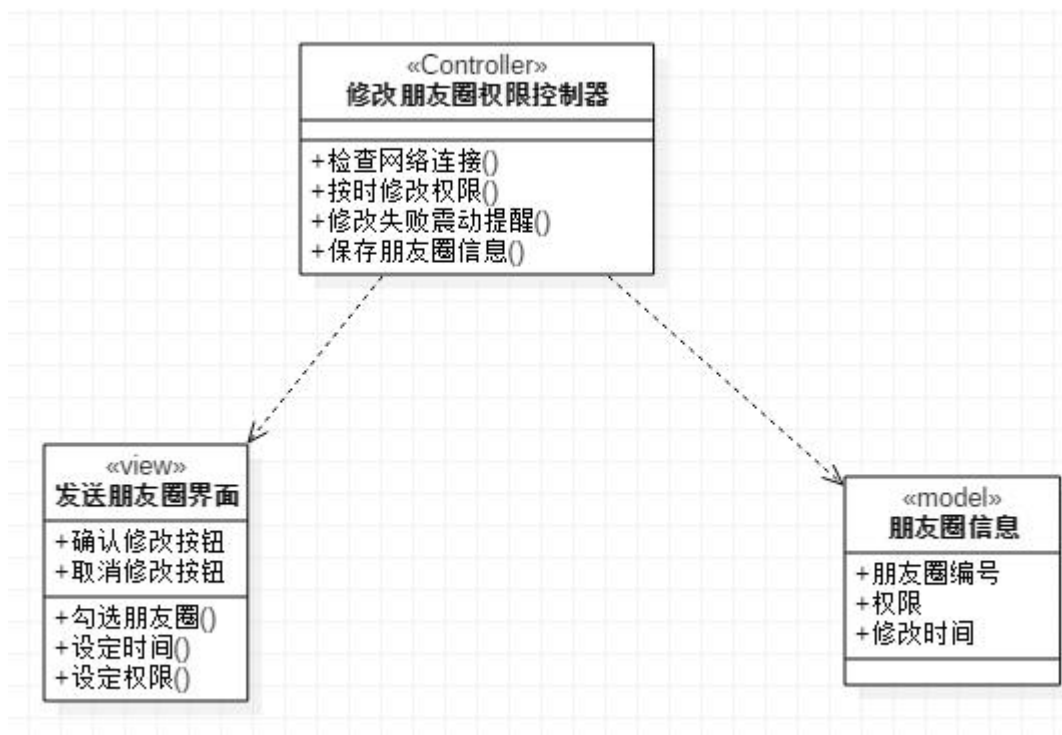 «Controller»
修改朋友圈权限控制器
+检查网络连接()
+按时修改权限()
+修改失败震动提醒()
+保存朋友圈信息()
«view»
发送朋友圈界面
+确认修改按钮
+取消修改按钮
+勾选朋友圈()
+设定时间()
+设定权限()
«model»
朋友圈信息
+朋友圈编号
+权限
+修改时间